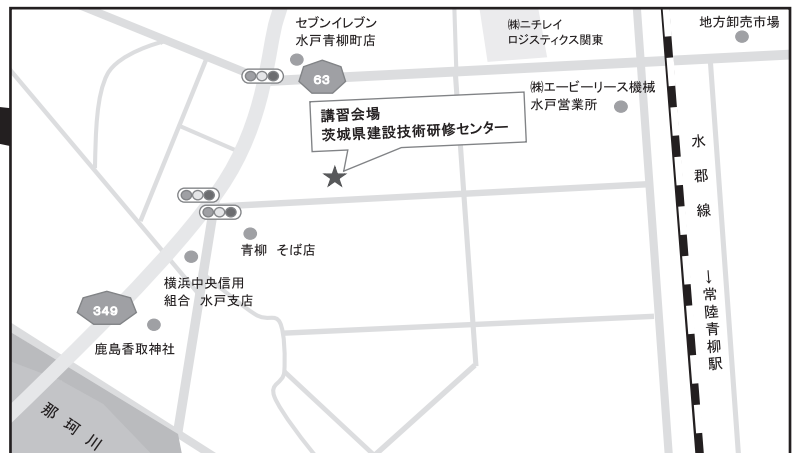 セブンイレブン
水戸青柳町店
㈱ニチレイ
ロジスティクス関東
地方卸売市場
63
㈱エービーリース機械
水戸営業所
講習会場
茨城県建設技術研修センター
水郡線
青柳 そば店
横浜中央信用
組合 水戸支店
349
鹿島香取神社
↓常陸青柳駅
那珂川